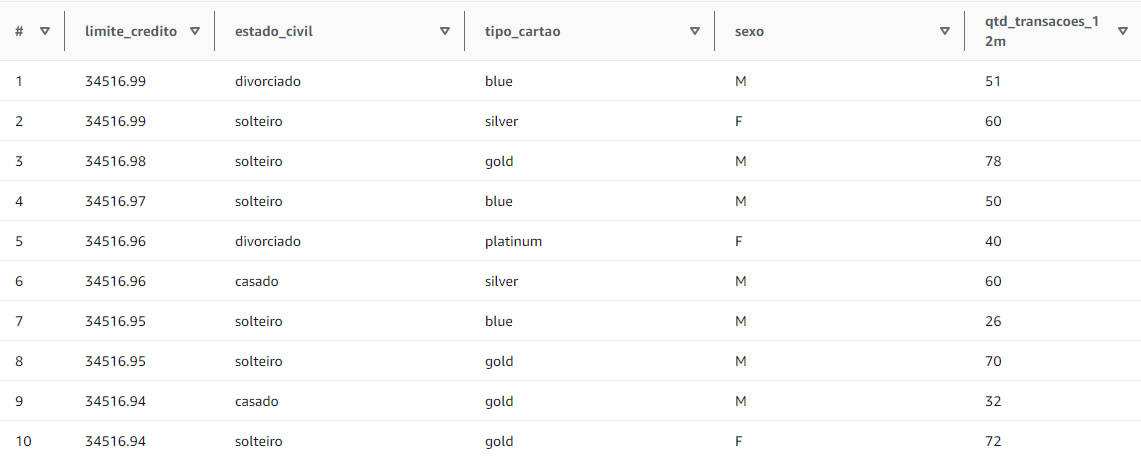 # limite_credito estado_civil tipo_cartao sexo qtd_transacoes_1
2m
1 34516.99 divorciado blue M 51
2 34516.99 solteiro silver F 60
3 34516.98 solteiro gold M 78
4 34516.97 solteiro blue M 50
5 34516.96 divorciado platinum F 40
6 34516.96 casado silver M 60
7 34516.95 solteiro blue M 26
8 34516.95 solteiro gold M 70
9 34516.94 casado gold M 32
10 34516.94 solteiro gold F 72